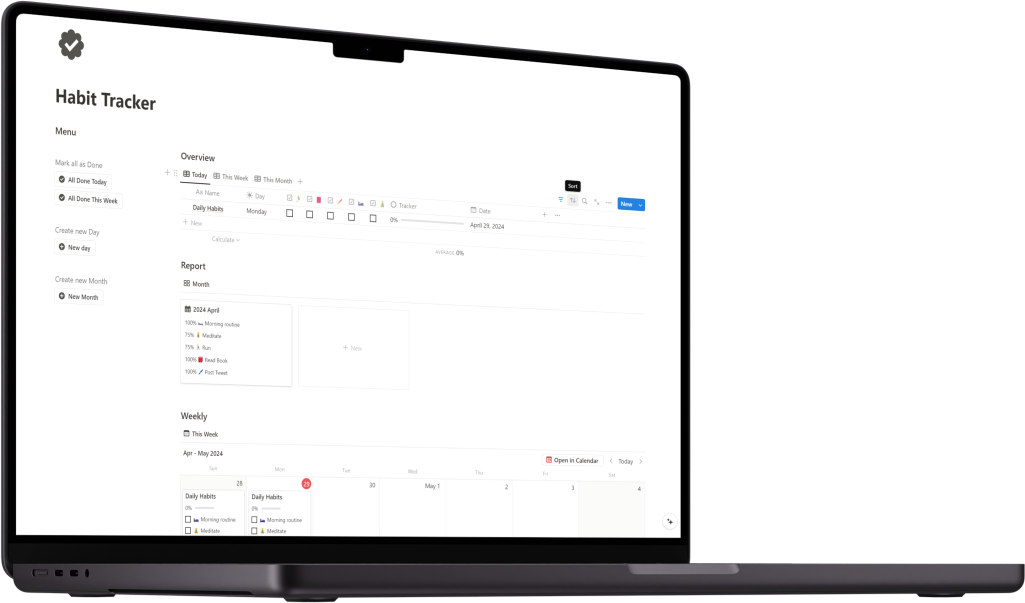 Habit Tracker
Menu
Mark all as Done
All Done Today
All Done This Week
Create new Day
New day
Create new Month
New Month
Overview
Today This Week This Month
Sort
New
Aa Name Day Tracker Date
Daily Habits Monday 0% April 29, 2024
New
Calculate
AVERAGE 0%
Report
Month
2024 April
100% Morning routine
75% Meditate
75% Run
100% Reed Book
100% Post Tweet
New
Weekly
This Week
Apr - May 2024 Open in Calendar Today
Sun Mon Tue Wed Thu Fri Sat
28 29 30 May 1 2 3 4
Daily Habits Daily Habits
0% 0%
Morning routine Morning routine
Meditate Meditate